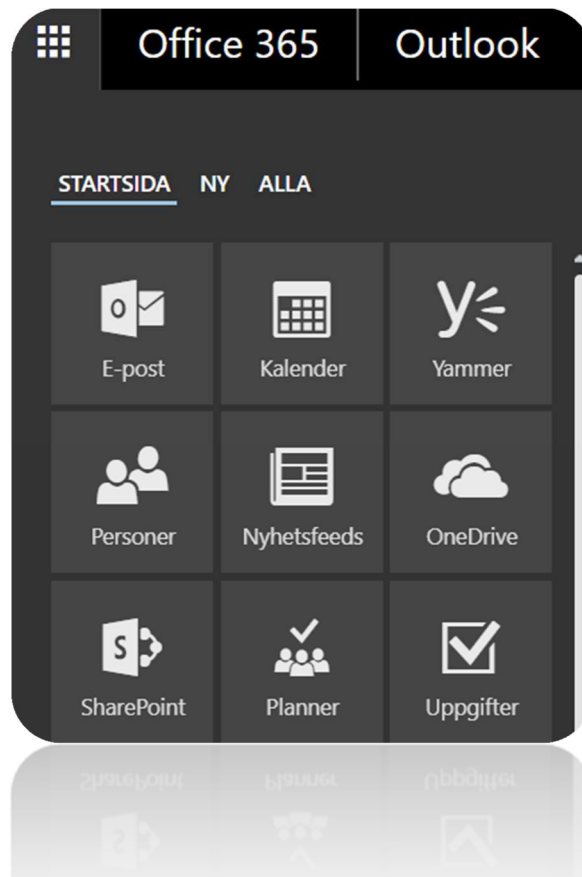 Office 365 Outlook
STARTSIDA NY ALLA
E-post Kalender Yammer
Personer Nyhetsfeeds OneDrive
SharePoint Planner Uppgifter